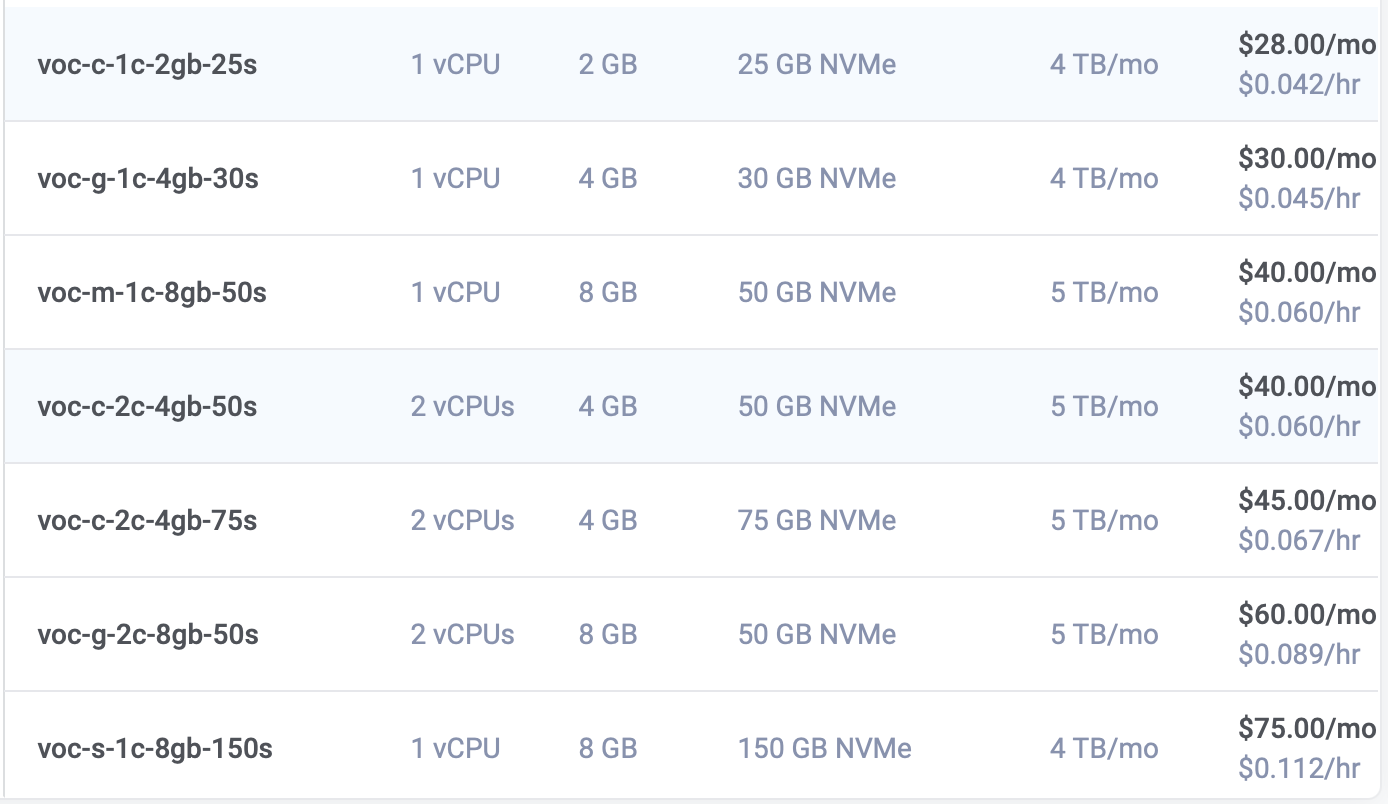 voc-c-1c-2gb-25s 1 vCPU 2 GB 25 GB NVMe 4 TB/mo $28.00/mo
$0.042/hr
voc-g-1c-4gb-30s 1 vCPU 4 GB 30 GB NVMe 4 TB/mo $30.00/mo
$0.045/hr
voc-m-1c-8gb-50s 1 vCPU 8 GB 50 GB NVMe 5 TB/mo $40.00/mo
$0.060/hr
voc-c-2c-4gb-50s 2 vCPUs 4 GB 50 GB NVMe 5 TB/mo $40.00/mo
$0.060/hr
voc-c-2c-4gb-75s 2 vCPUs 4 GB 75 GB NVMe 5 TB/mo $45.00/mo
$0.067/hr
voc-g-2c-8gb-50s 2 vCPUs 8 GB 50 GB NVMe 5 TB/mo $60.00/mo
$0.089/hr
voc-s-1c-8gb-150s 1 vCPU 8 GB 150 GB NVMe 4 TB/mo $75.00/mo
$0.112/hr